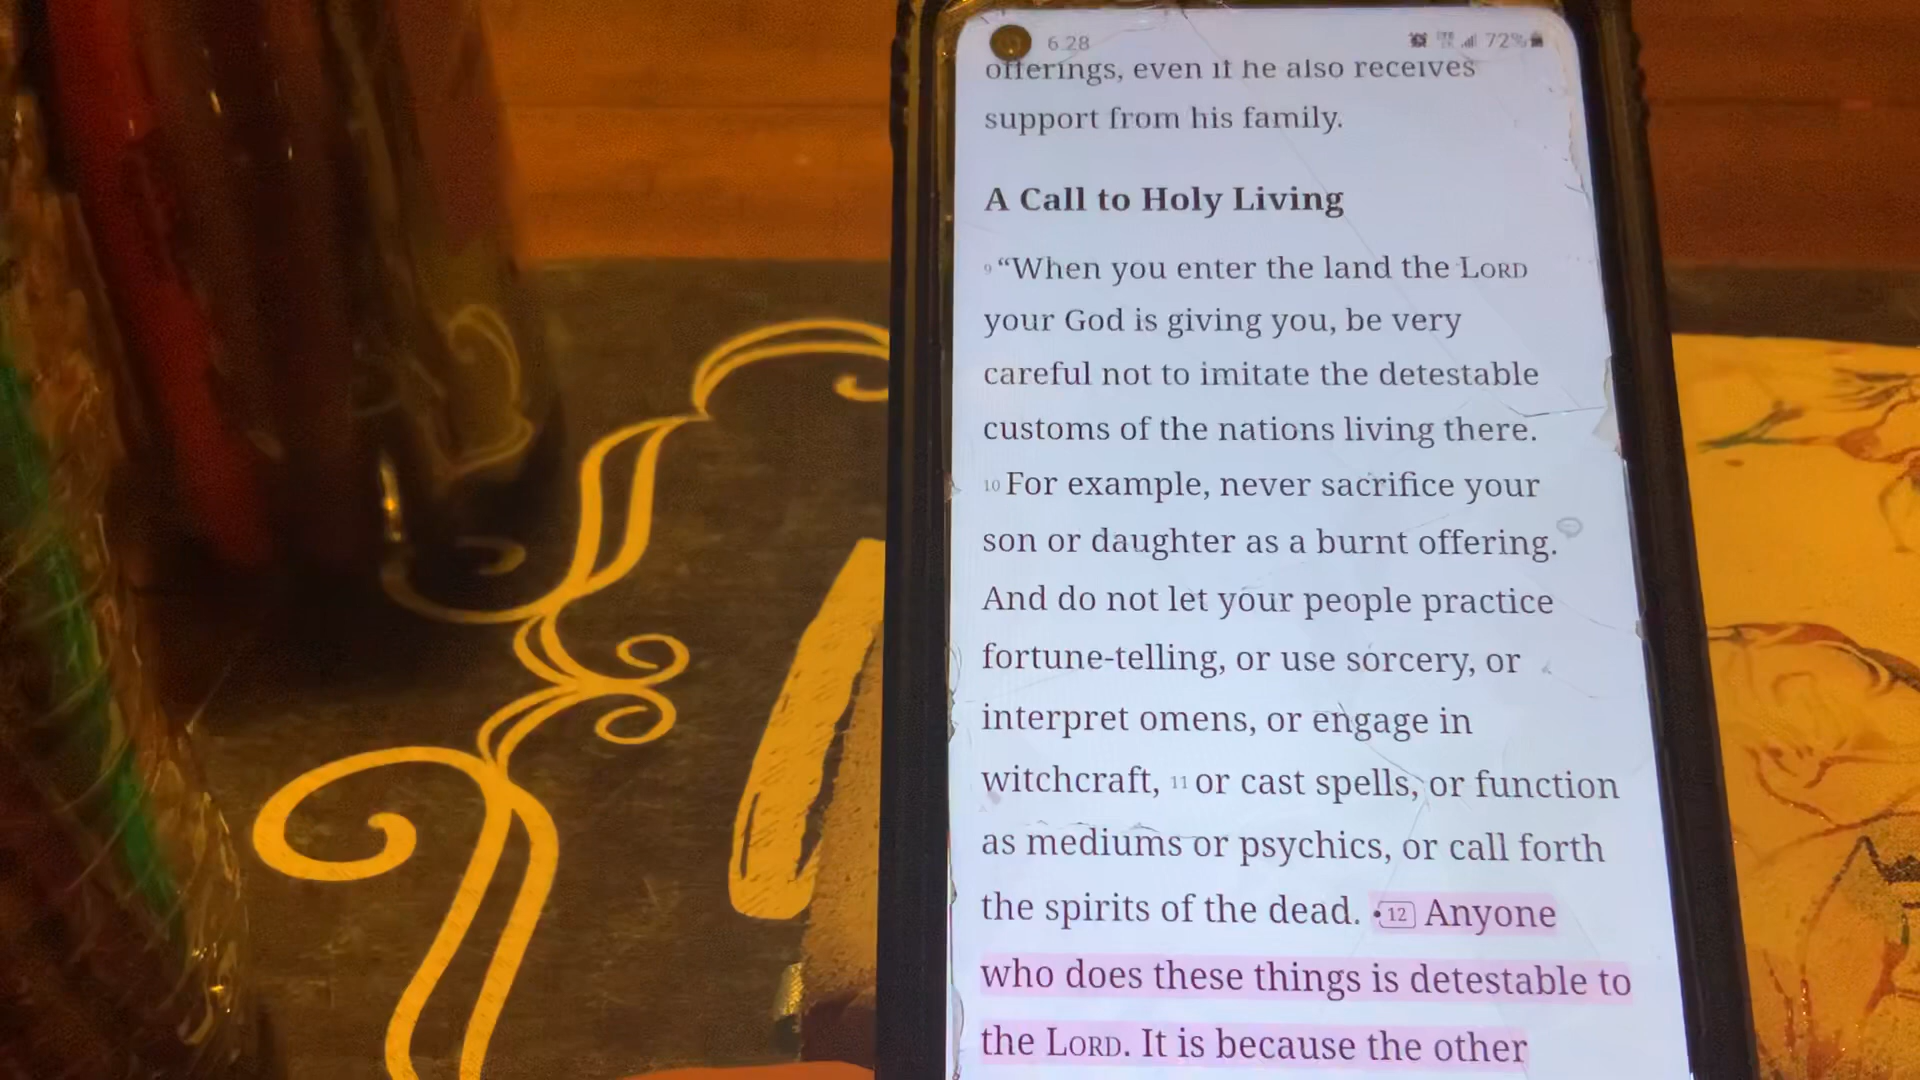 6:28 72%
offerings, even if he also receives
support from his family.
A Call to Holy Living
9 “When you enter the land the LORD
your God is giving you, be very
careful not to imitate the detestable
customs of the nations living there.
10 For example, never sacrifice your
son or daughter as a burnt offering.
And do not let your people practice
fortune-telling, or use sorcery, or
interpret omens, or engage in
witchcraft, 11 or cast spells, or function
as mediums or psychics, or call forth
the spirits of the dead. •12 Anyone
who does these things is detestable to
the LORD. It is because the other